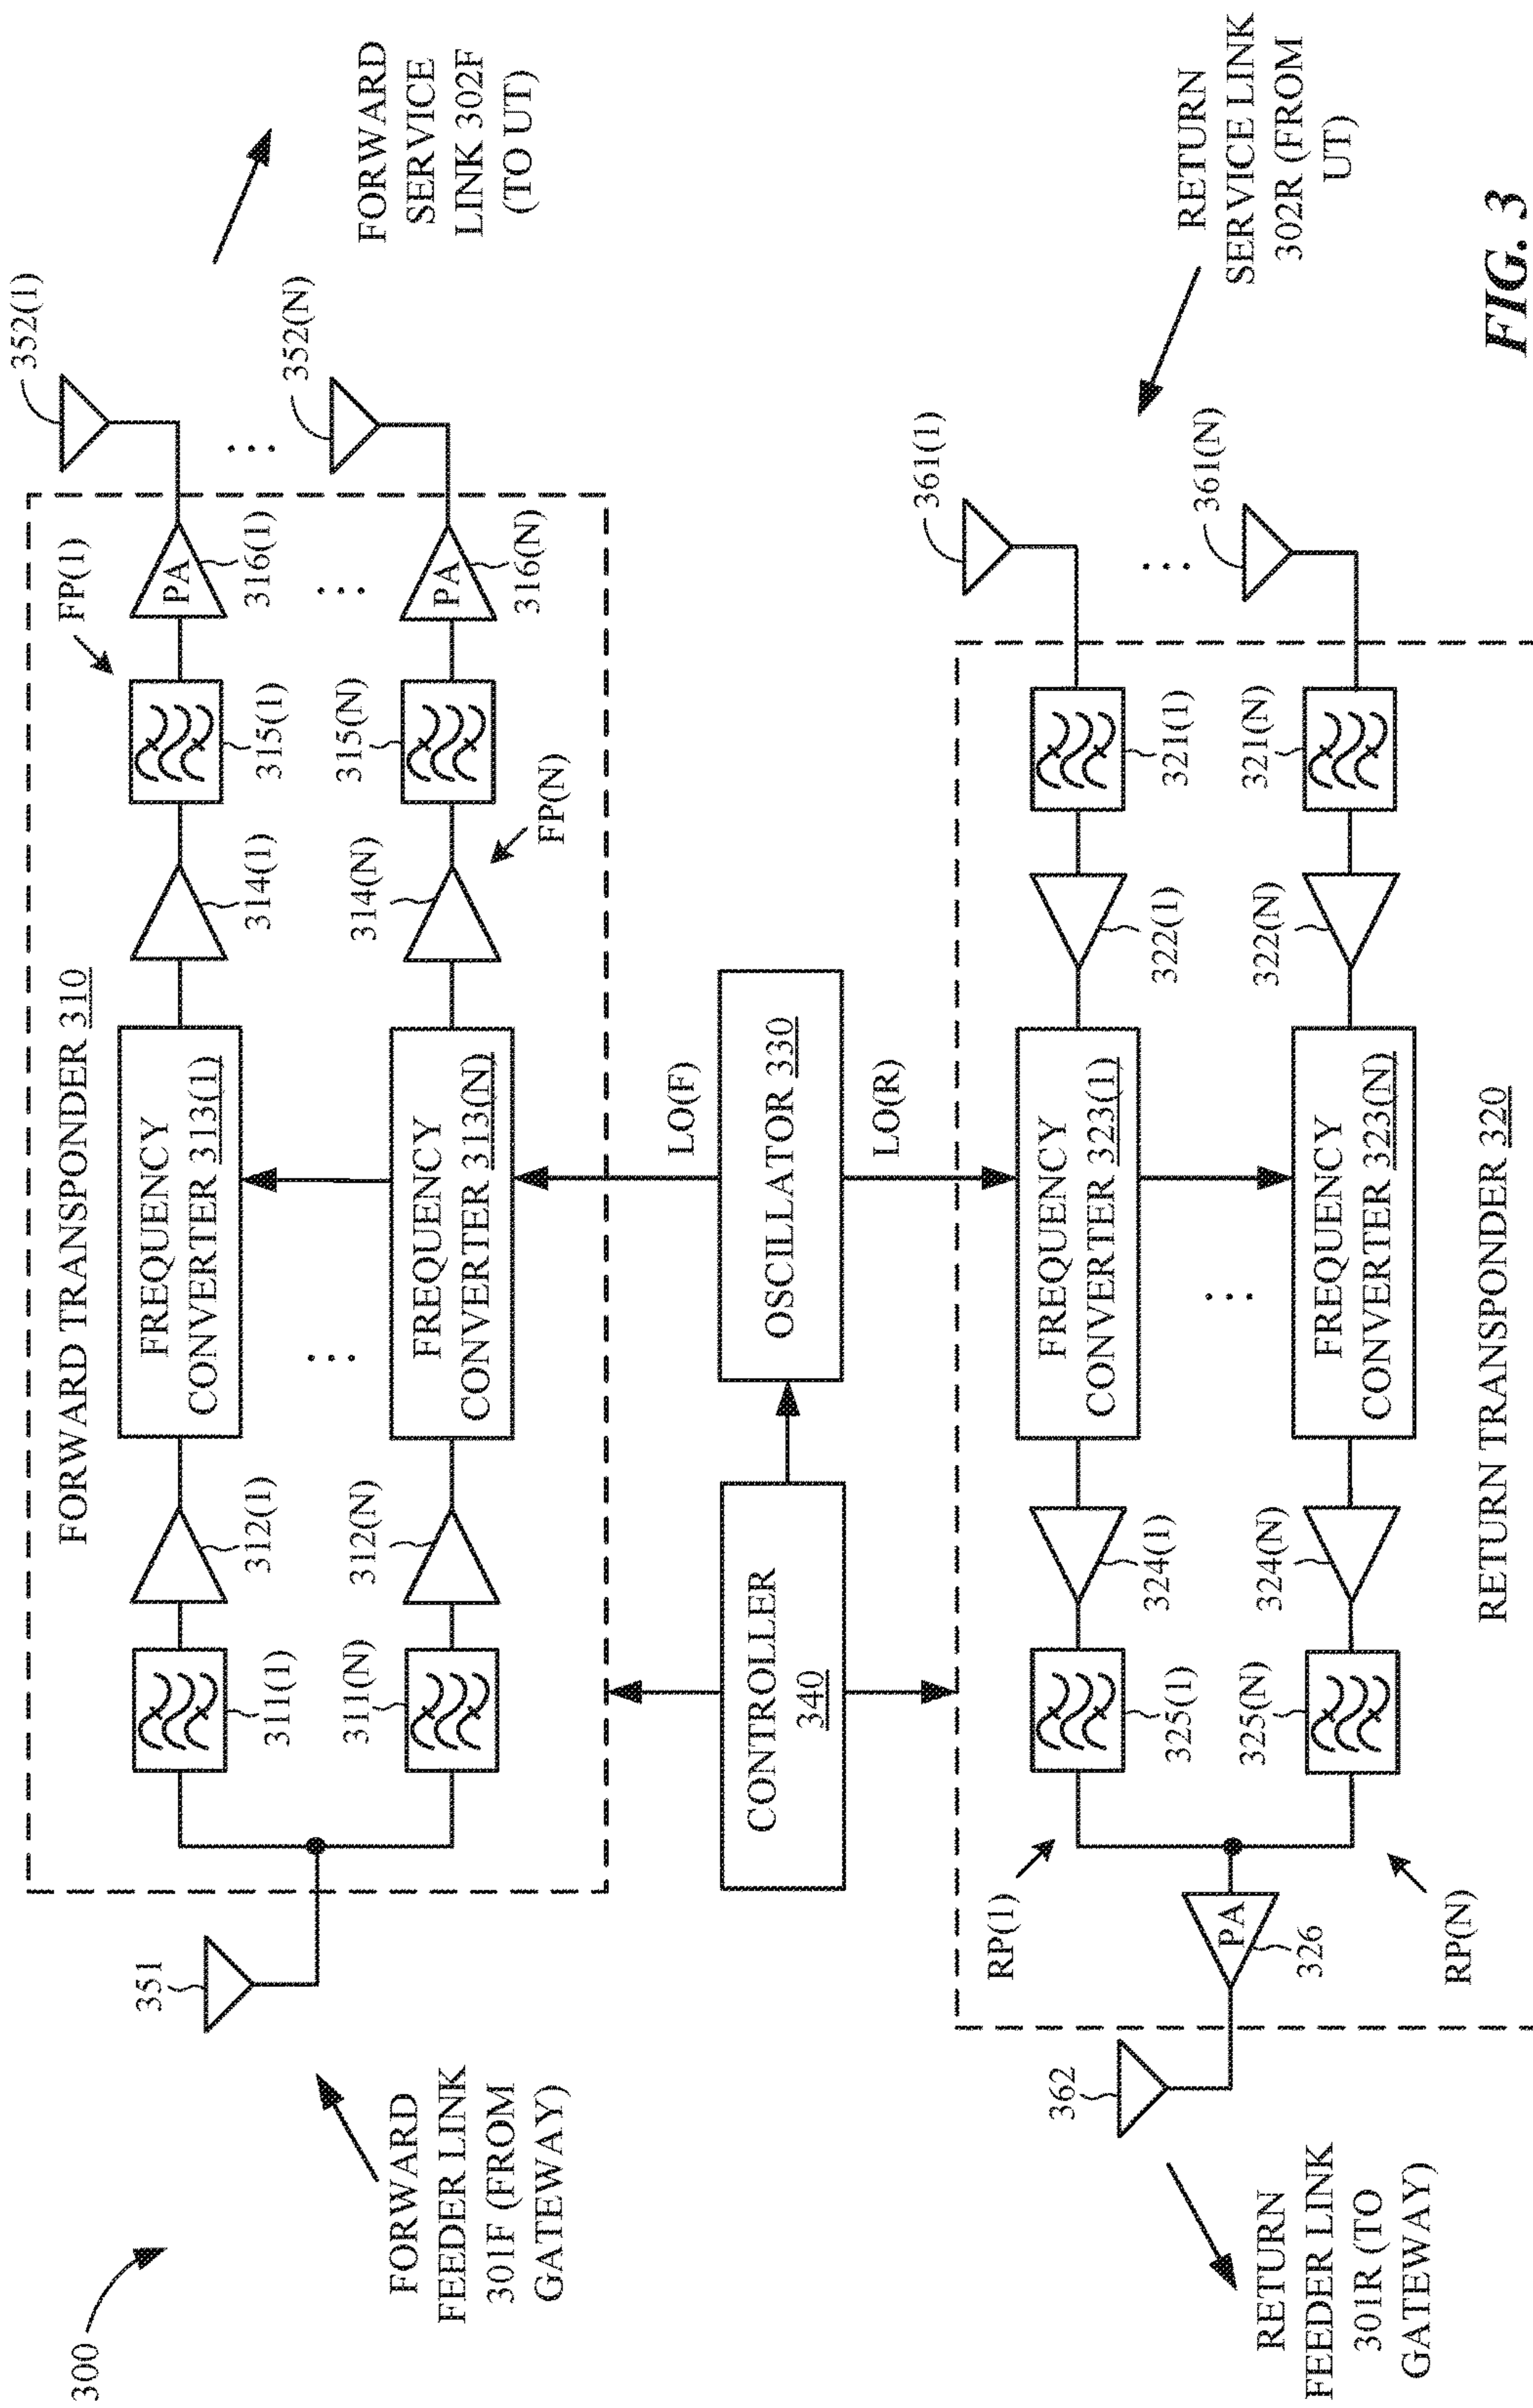 300
FORWARD
FEEDER LINK
301F (FROM
GATEWAY)
351
FORWARD TRANSPONDER 310
311(1)
312(1)
FREQUENCY
CONVERTER 313(1)
314(1)
315(1)
FP(1)
PA
316(1)
352(1)
311(N)
312(N)
FREQUENCY
CONVERTER 313(N)
314(N)
315(N)
FP(N)
PA
316(N)
352(N)
FORWARD
SERVICE
LINK 302F
(TO UT)
CONTROLLER
340
OSCILLATOR 330
LO(F)
LO(R)
RETURN
FEEDER LINK
301R (TO
GATEWAY)
362
PA
326
RP(1)
325(1)
324(1)
FREQUENCY
CONVERTER 323(1)
322(1)
321(1)
361(1)
RP(N)
325(N)
324(N)
FREQUENCY
CONVERTER 323(N)
322(N)
321(N)
361(N)
RETURN
SERVICE LINK
302R (FROM
UT)
RETURN TRANSPONDER 320
FIG. 3